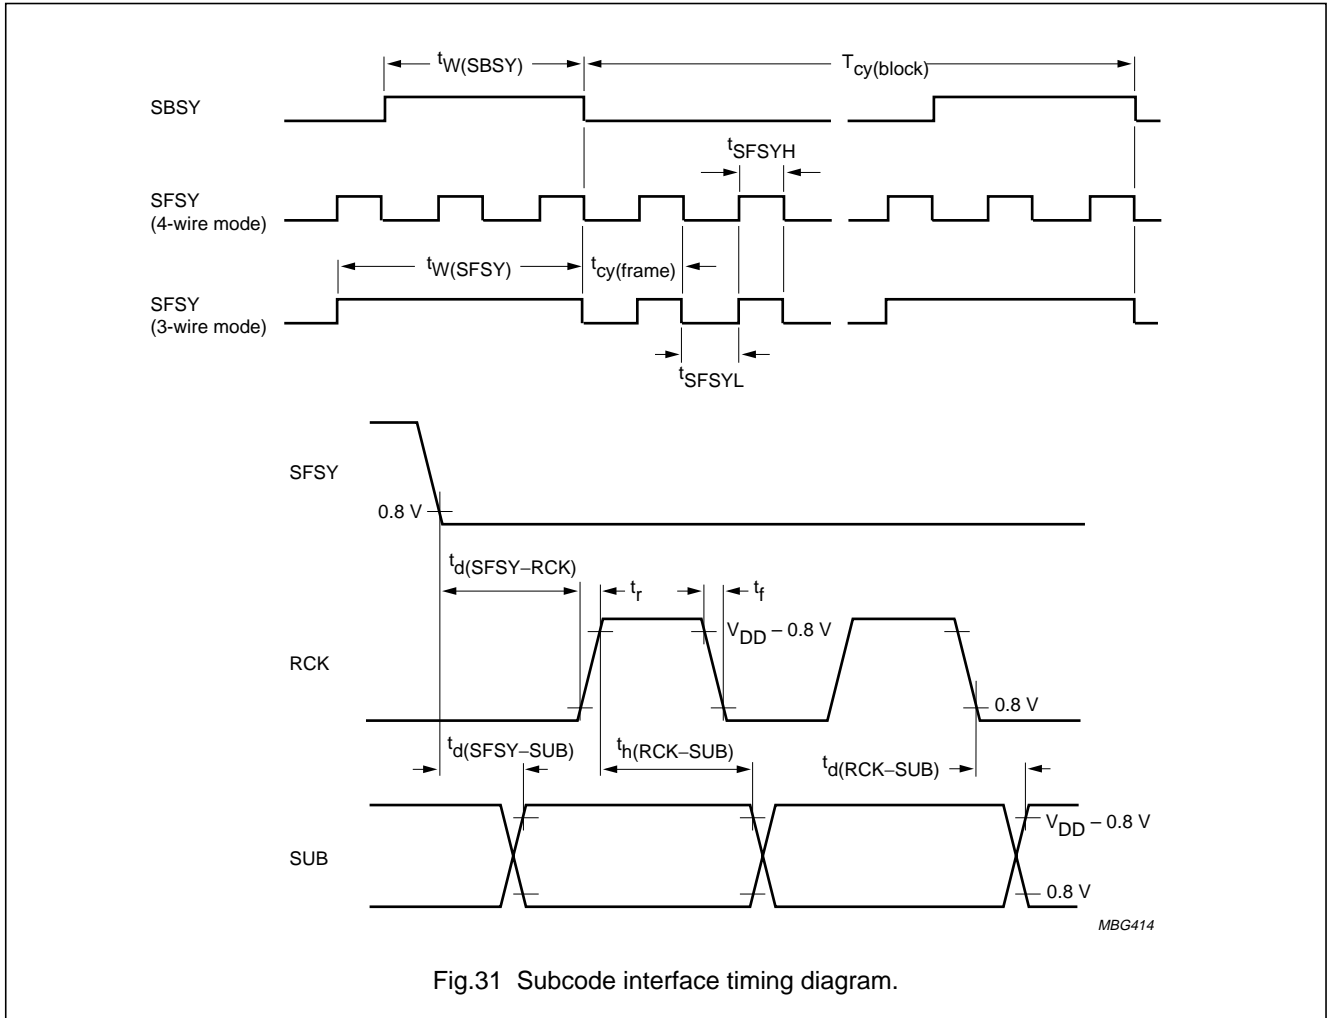 tW(SBSY)
Tcy(block)
SBSY
tSFSYH
SFSY
(4-wire mode)
tW(SFSY)
tcy(frame)
SFSY
(3-wire mode)
tSFSYL
SFSY
0.8 V
td(SFSY–RCK)
tr
tf
VDD – 0.8 V
RCK
0.8 V
td(SFSY–SUB)
th(RCK–SUB)
td(RCK–SUB)
VDD – 0.8 V
SUB
0.8 V
MBG414
Fig.31 Subcode interface timing diagram.